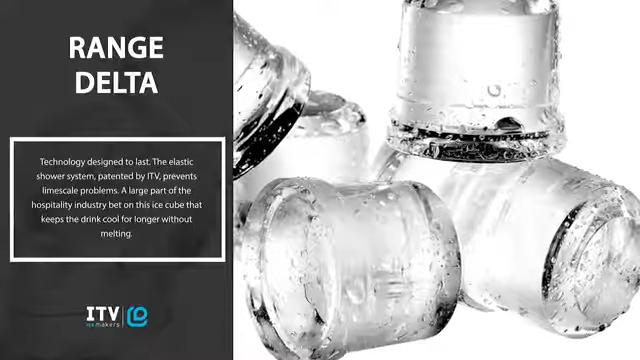 RANGE
DELTA
Technology designed to last. The elastic
shower system, patented by ITV, prevents
limescale problems. A large part of the
hospitality industry bet on this ice cube that
keeps the drink cool for longer without
melting.
ITV
ice makers